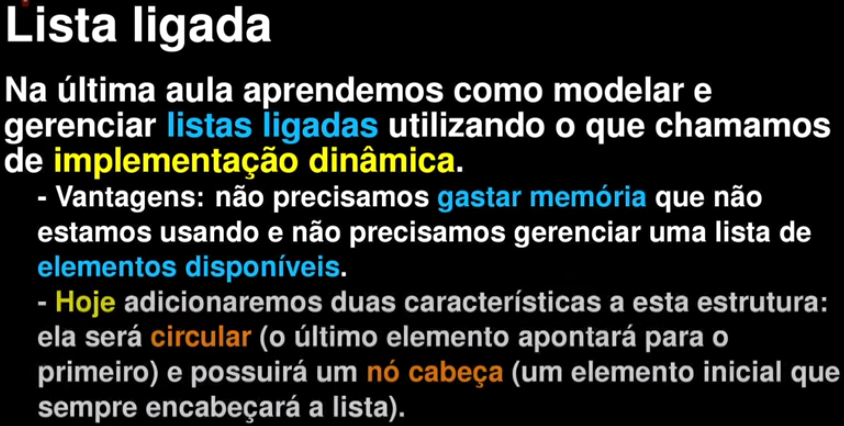 Lista ligada
Na última aula aprendemos como modelar e
gerenciar listas ligadas utilizando o que chamamos
de implementação dinâmica.
- Vantagens: não precisamos gastar memória que não
estamos usando e não precisamos gerenciar uma lista de
elementos disponíveis.
- Hoje adicionaremos duas características a esta estrutura:
ela será circular (o último elemento apontará para o
primeiro) e possuirá um nó cabeça (um elemento inicial que
sempre encabeçará a lista).